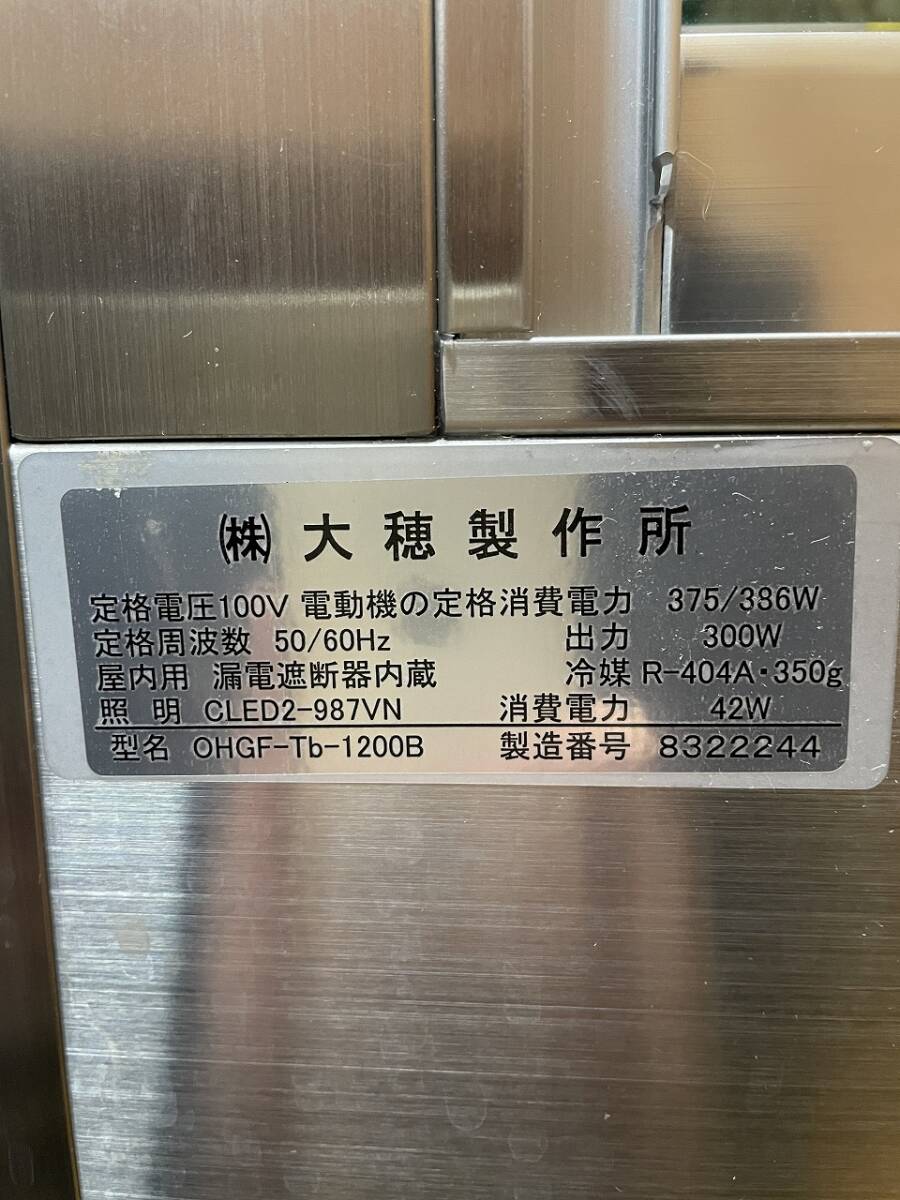 ㈱大穂製作所
定格電圧100V 電動機の定格消費電力 375/386W
定格周波数 50/60Hz 出力 300W
屋内用 漏電遮断器内蔵 冷媒 R-404A・350g
照 明 CLED2-987VN 消費電力 42W
型名 OHGF-Tb-1200B 製造番号 8322244